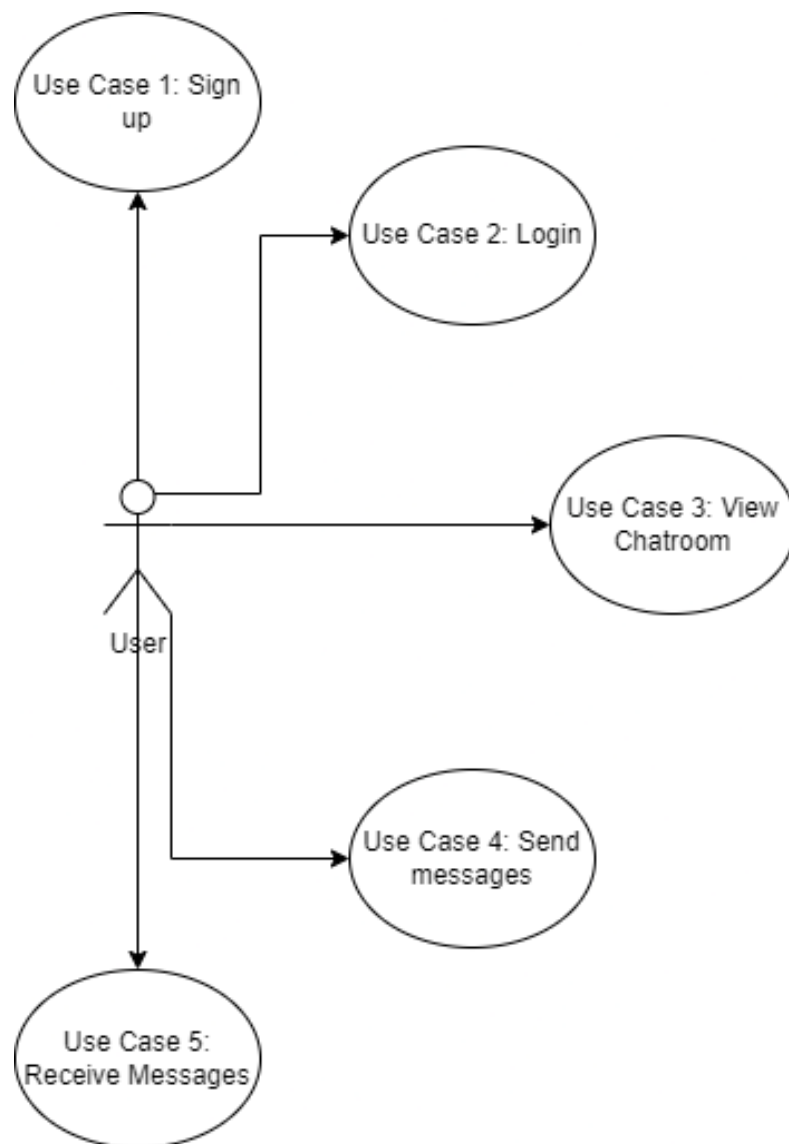 Use Case 1: Sign
up
Use Case 2: Login
Use Case 3: View
Chatroom
User
Use Case 4: Send
messages
Use Case 5:
Receive Messages